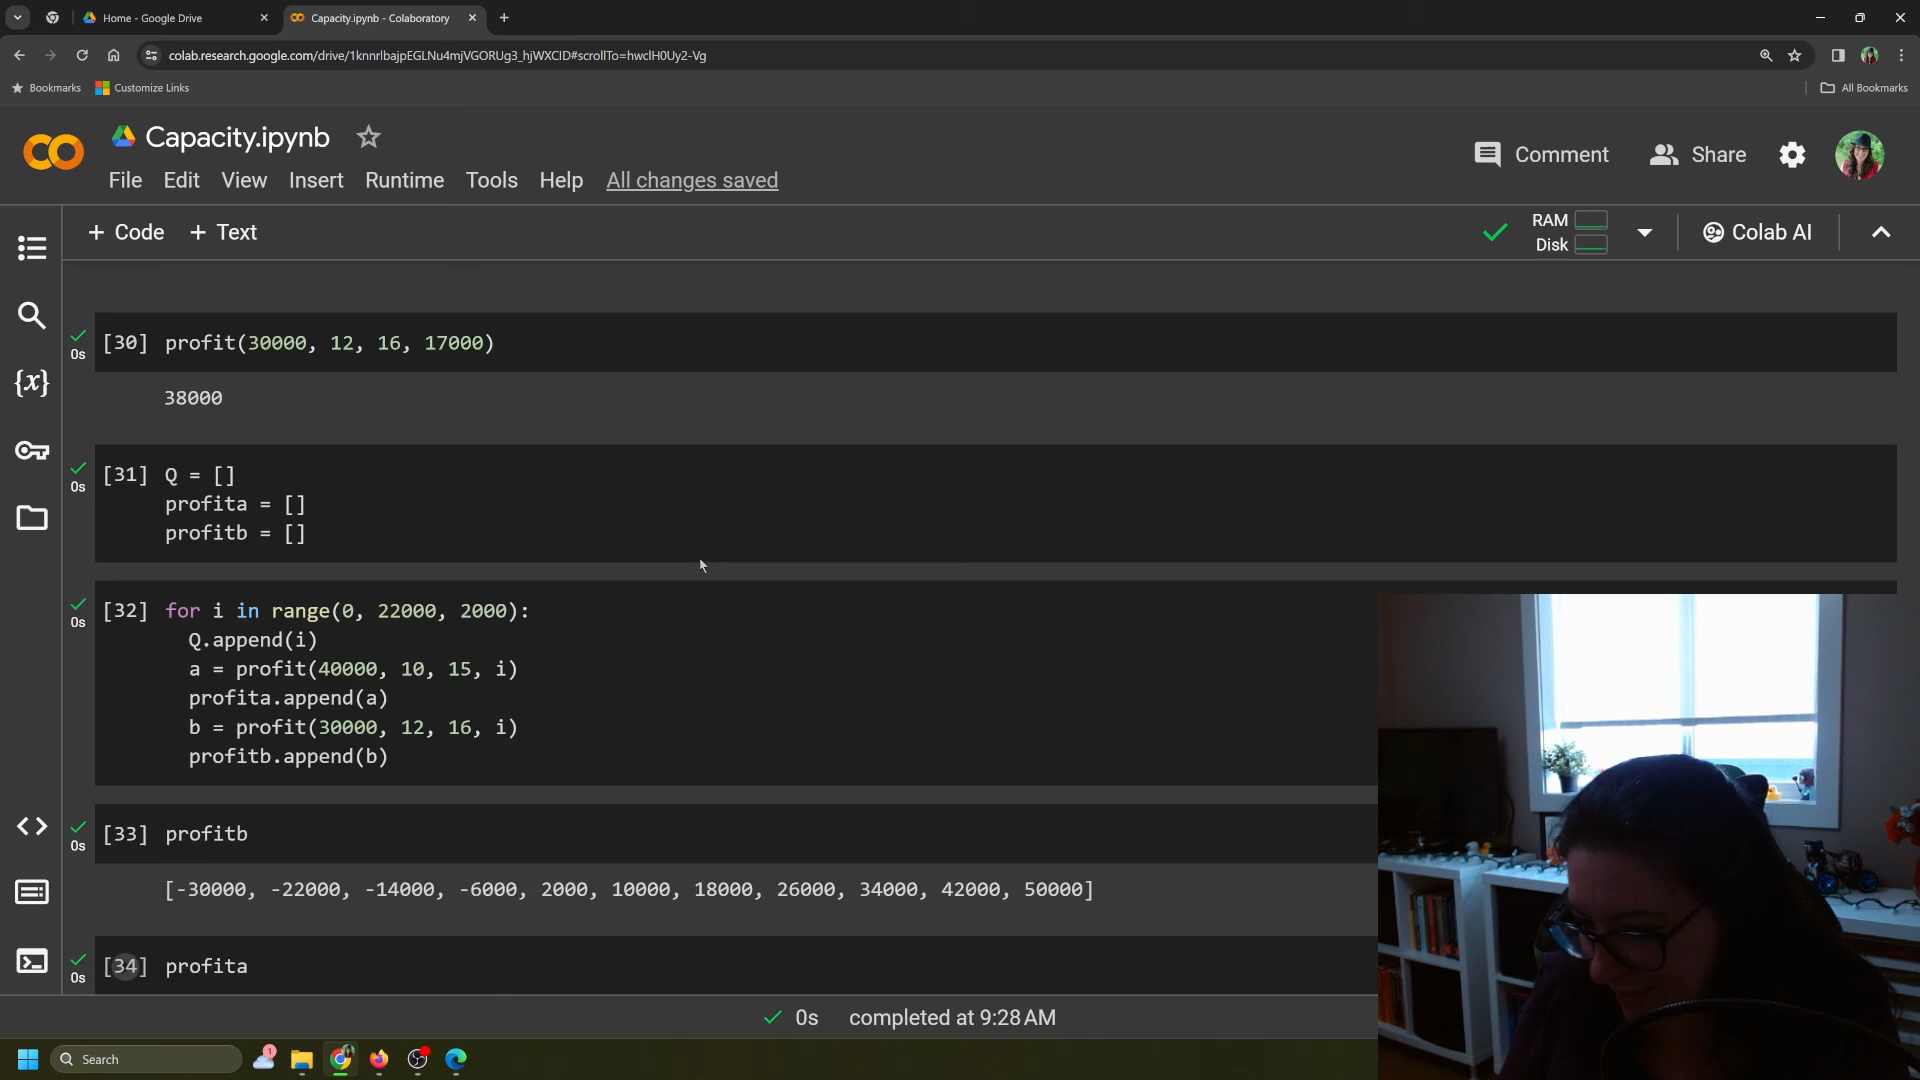 Home - Google Drive
Capacity.ipynb - Colaboratory
colab.research.google.com/drive/1knnrlbajpEGLNu4mjVGORUg3_hjWXCID#scrollTo=hwclH0Uy2-Vg
Bookmarks
Customize Links
All Bookmarks
CO
Capacity.ipynb
Comment
Share
File Edit View Insert Runtime Tools Help All changes saved
+ Code + Text
RAM
Disk
Colab AI
{x}
[30] profit(30000, 12, 16, 17000)
0s
38000
[31] Q = []
0s
profita = []
profitb = []
[32] for i in range(0, 22000, 2000):
0s
Q.append(i)
a = profit(40000, 10, 15, i)
profita.append(a)
b = profit(30000, 12, 16, i)
profitb.append(b)
[33] profitb
0s
[-30000, -22000, -14000, -6000, 2000, 10000, 18000, 26000, 34000, 42000, 50000]
[34] profita
0s
0s completed at 9:28 AM
Search
1